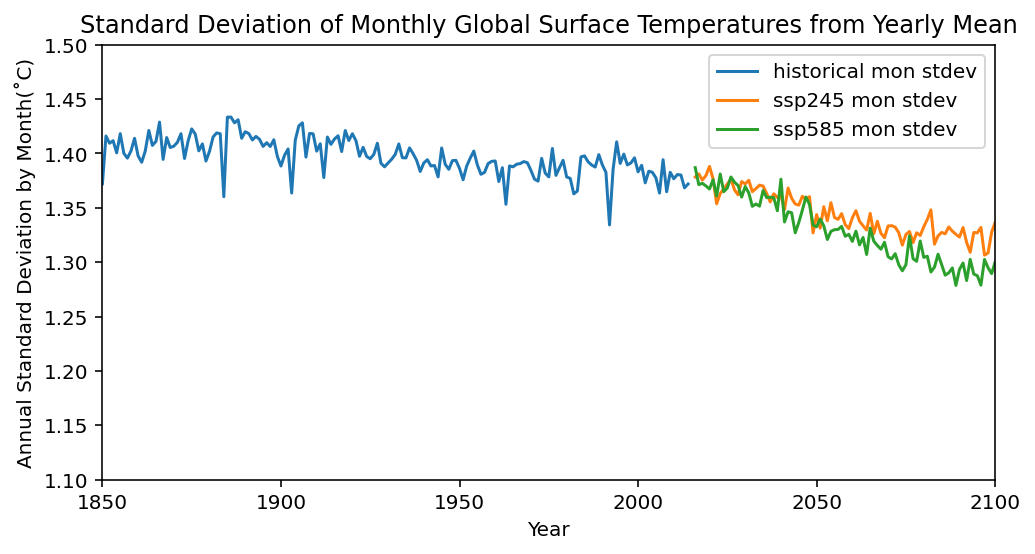 Standard Deviation of Monthly Global Surface Temperatures from Yearly Mean
Annual Standard Deviation by Month(˚C)
1.50
1.45
1.40
1.35
1.30
1.25
1.20
1.15
1.10
historical mon stdev
ssp245 mon stdev
ssp585 mon stdev
1850
1900
1950
2000
2050
2100
Year